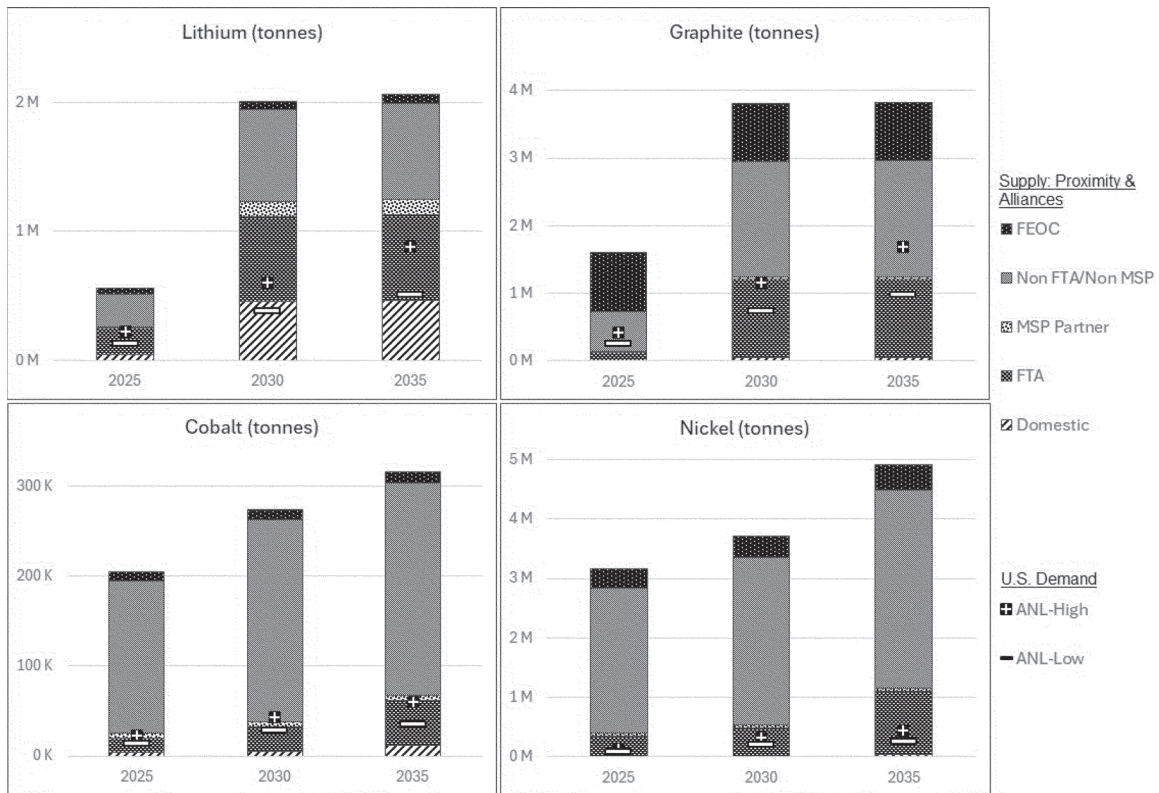 Lithium (tonnes)
2 M
1 M
0 M
2025
2030
2035
Graphite (tonnes)
4 M
3 M
2 M
1 M
0 M
2025
2030
2035
Cobalt (tonnes)
300 K
200 K
100 K
0 K
2025
2030
2035
Nickel (tonnes)
5 M
4 M
3 M
2 M
1 M
0 M
2025
2030
2035
Supply: Proximity &
Alliances
FEOC
Non FTA/Non MSP
MSP Partner
FTA
Domestic
U.S. Demand
ANL-High
ANL-Low